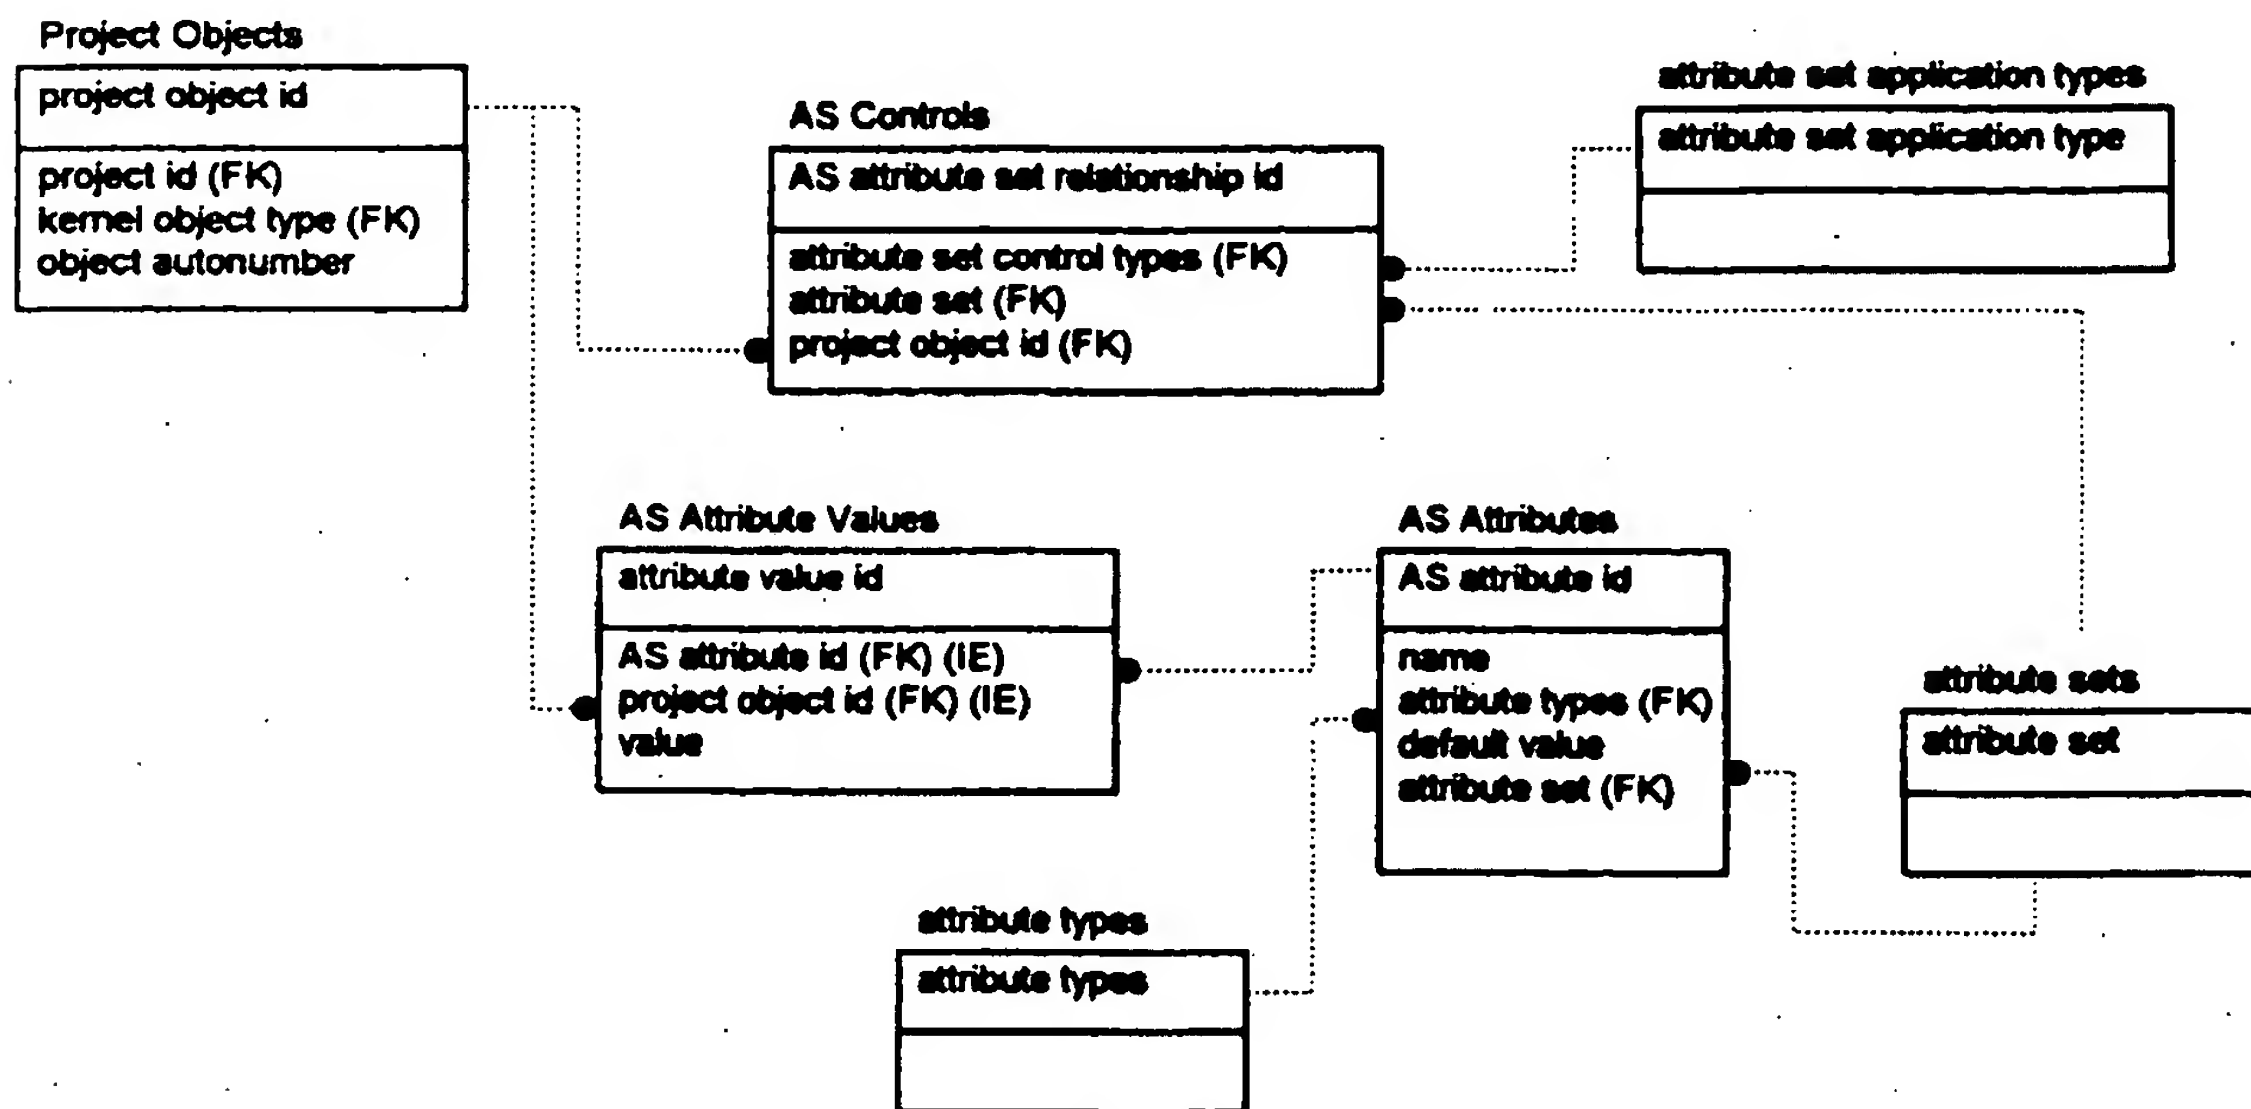 Project Objects
project object id
project id (FK)
kernel object type (FK)
object autonumber
AS Controls
AS attribute set relationship id
attribute set control types (FK)
attribute set (FK)
project object id (FK)
attribute set application types
attribute set application type
AS Attribute Values
attribute value id
AS attribute id (FK) (IE)
project object id (FK) (IE)
value
AS Attributes
AS attribute id
name
attribute types (FK)
default value
attribute set (FK)
attribute sets
attribute set
attribute types
attribute types